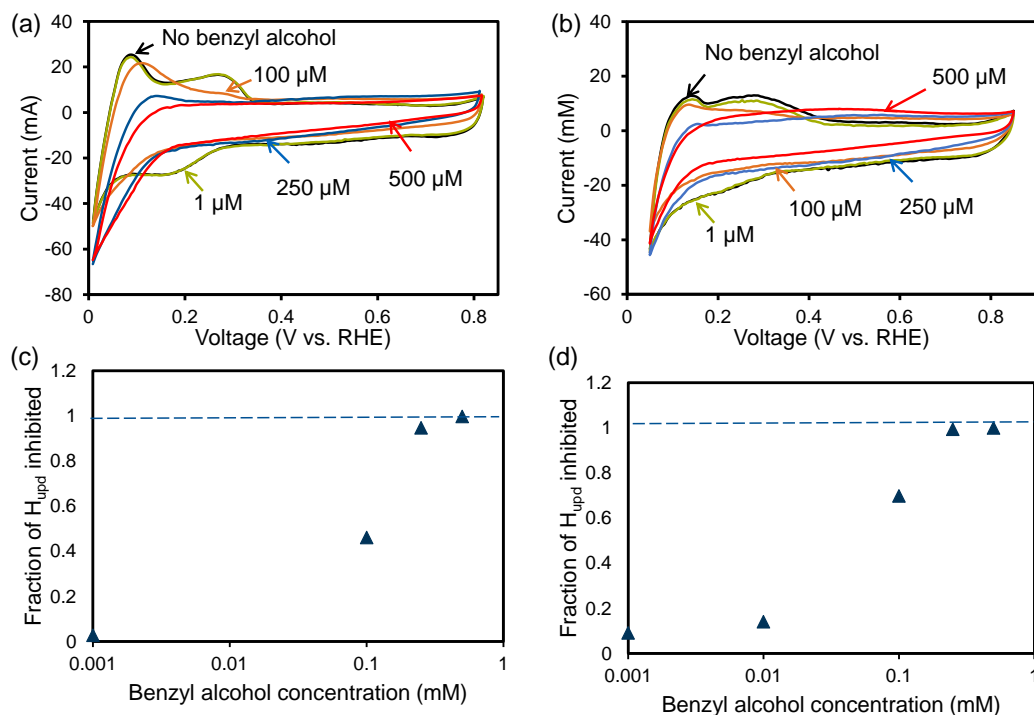 (a)
40
20
0
-20
-40
-60
-80
Current (mA)
No benzyl alcohol
100 µM
1 µM
250 µM
500 µM
0
0.2
0.4
0.6
0.8
Voltage (V vs. RHE)
(b)
40
20
0
-20
-40
-60
Current (mM)
No benzyl alcohol
500 µM
1 µM
100 µM
250 µM
0
0.2
0.4
0.6
0.8
Voltage (V vs. RHE)
(c)
1.2
1
0.8
0.6
0.4
0.2
0
Fraction of Hupd inhibited
0.001
0.01
0.1
1
Benzyl alcohol concentration (mM)
(d)
1.2
1
0.8
0.6
0.4
0.2
0
Fraction of Hupd inhibited
0.001
0.01
0.1
1
Benzyl alcohol concentration (mM)